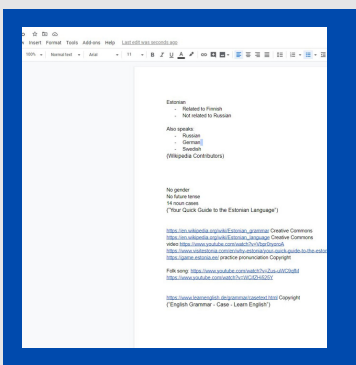 Insert Format Tools Add-ons Help Last edit was seconds ago
100% Normal text Arial 11 B I U A
Estonian
- Related to Finnish
- Not related to Russian
Also speaks
- Russian
- German
- Swedish
(Wikipedia Contributors)
No gender
No future tense
14 noun cases
("Your Quick Guide to the Estonian Language")
https://en.wikipedia.org/wiki/Estonian_grammar Creative Commons
https://en.wikipedia.org/wiki/Estonian_language Creative Commons
video
https://game.estonia.ee/ practice pronunciation Copyright
Folk song:
https://www.learnenglish.de/grammar/casetext.html Copyright
("English Grammar - Case - Learn English")